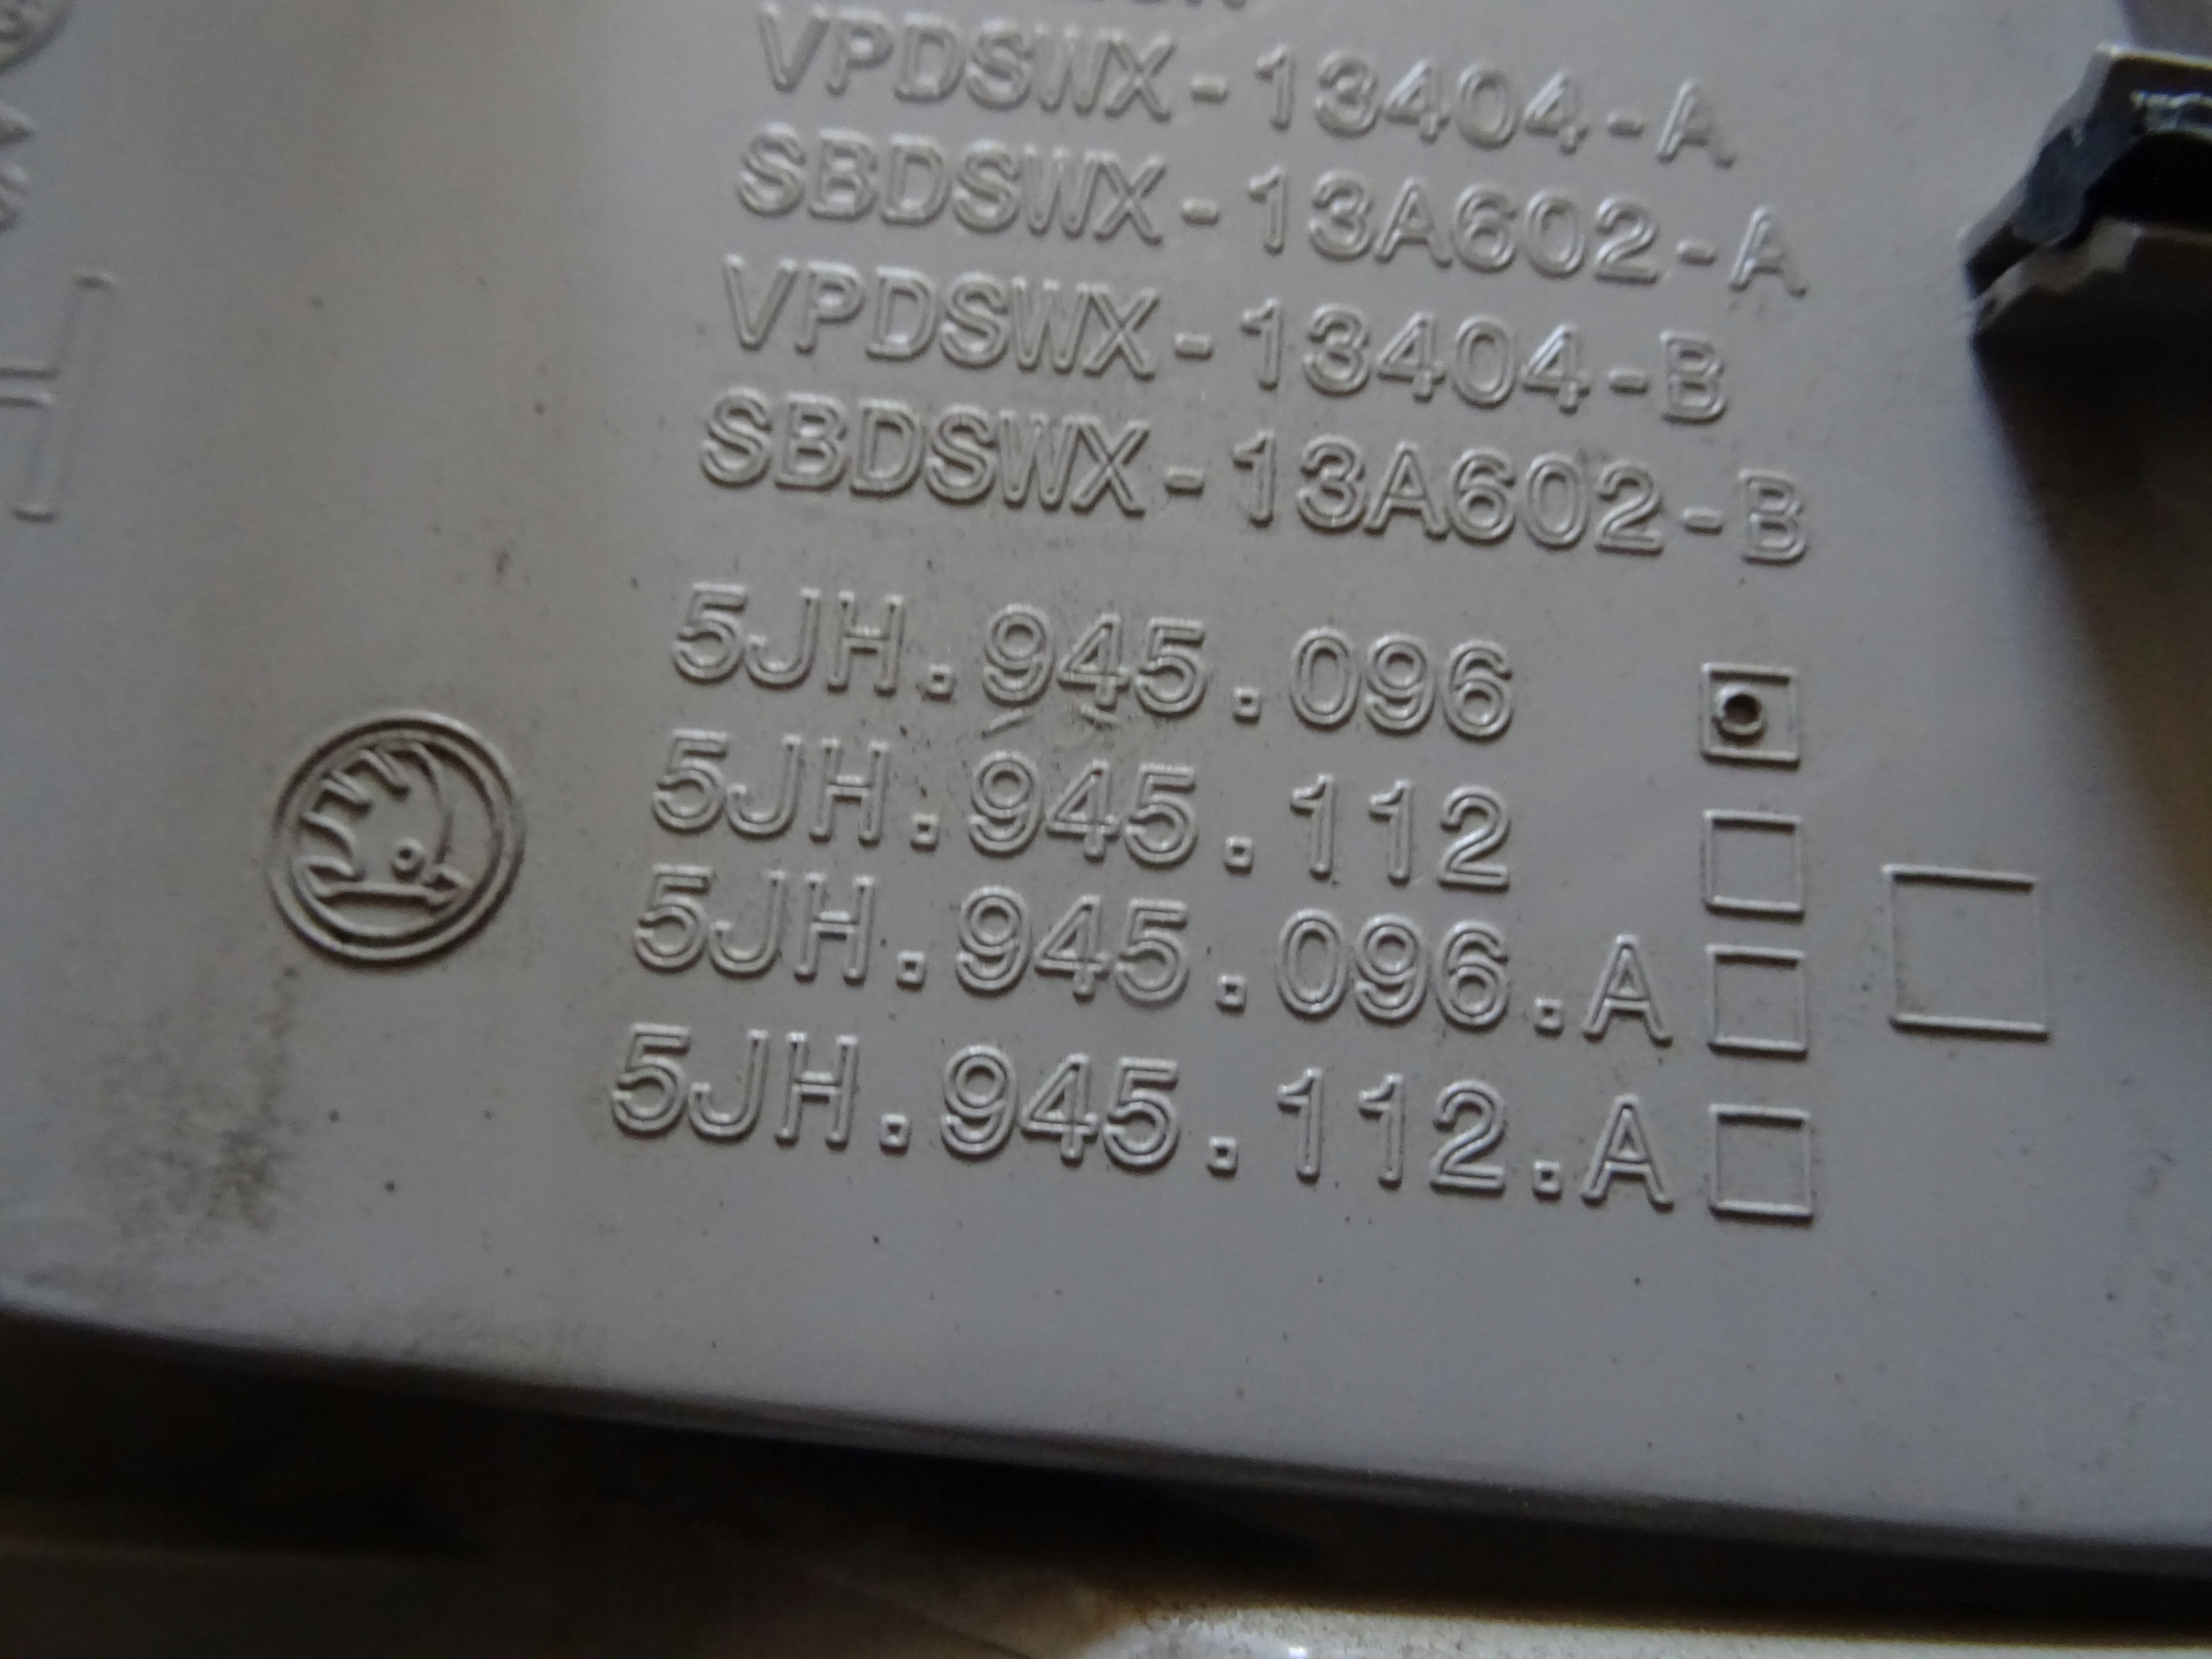 VPDSWX-13404-A
SBDSWX-13A602-A
VPDSWX-13404-B
SBDSWX-13A602-B
5JH.945.096
5JH.945.112
5JH.945.096.A
5JH.945.112.A